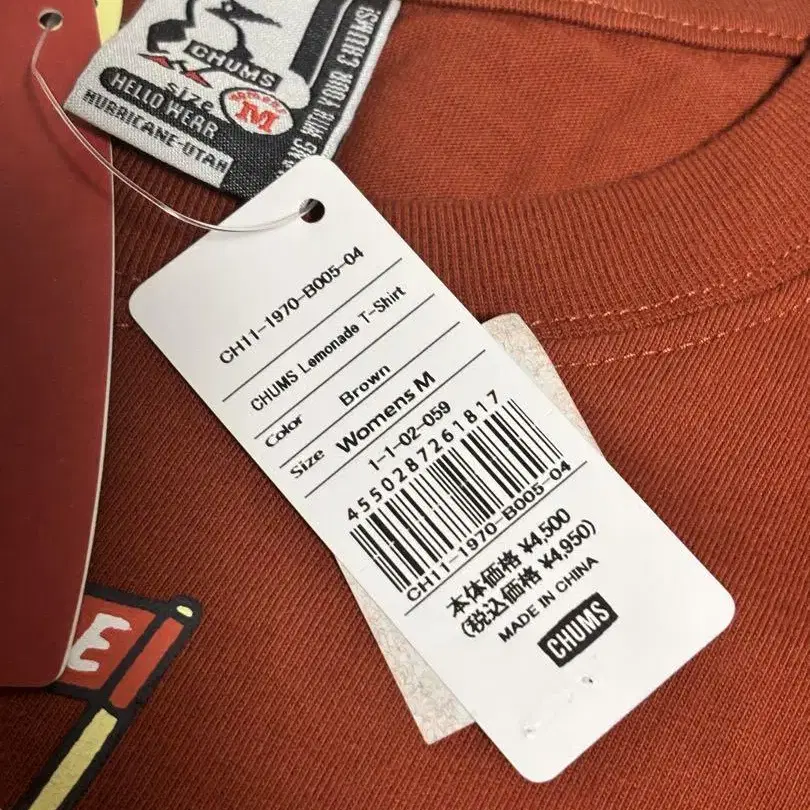 CHUMS
SIZE
Womens
M
HELLO WEAR
HURRICANE-UTAH
HANG WITH YOUR CHUMS!
CH11-1970-B005-04
CHUMS Lemonade T-Shirt
Color Brown
Size Womens M
1-1-02-059
4550287261817
CH11-1970-B005-04
本体価格 ¥4,500
(税込価格 ¥4,950)
MADE IN CHINA
CHUMS
E